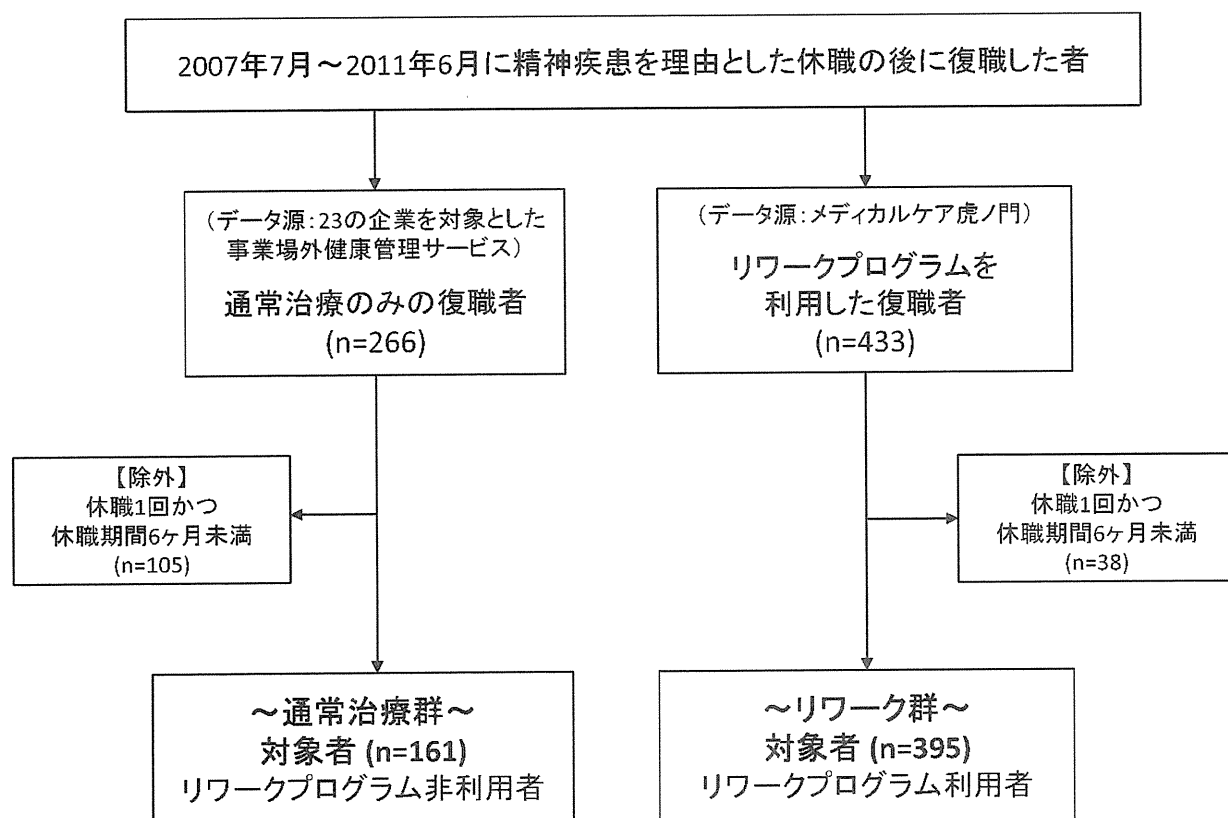 2007年7月～2011年6月に精神疾患を理由とした休職の後に復職した者
（データ源：23の企業を対象とした
事業場外健康管理サービス）
通常治療のみの復職者
(n=266)
（データ源：メディカルケア虎ノ門）
リワークプログラムを
利用した復職者
(n=433)
【除外】
休職1回かつ
休職期間6ヶ月未満
(n=105)
【除外】
休職1回かつ
休職期間6ヶ月未満
(n=38)
～通常治療群～
対象者 (n=161)
リワークプログラム非利用者
～リワーク群～
対象者 (n=395)
リワークプログラム利用者